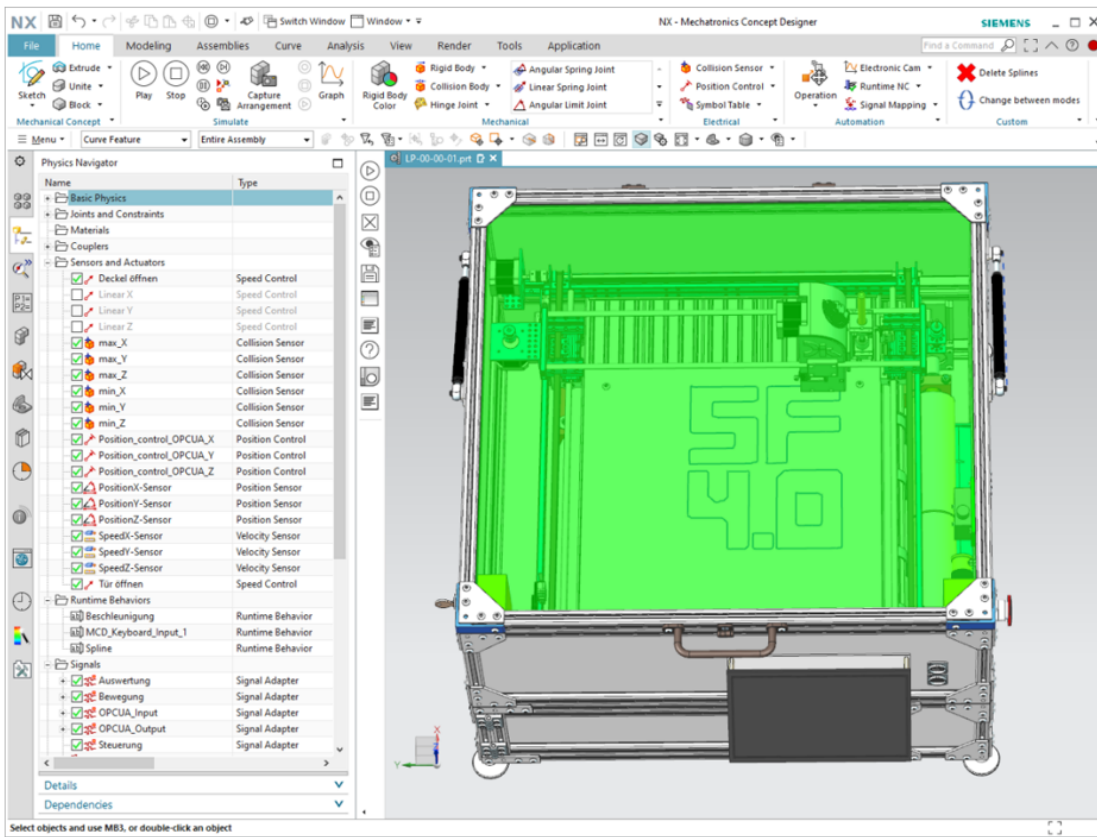 NX
Switch Window
Window
NX - Mechatronics Concept Designer
SIEMENS
File
Home
Modeling
Assemblies
Curve
Analysis
View
Render
Tools
Application
Find a Command
Sketch
Extrude
Unite
Block
Mechanical Concept
Play
Stop
Capture Arrangement
Graph
Simulate
Rigid Body Color
Rigid Body
Collision Body
Hinge Joint
Angular Spring Joint
Linear Spring Joint
Angular Limit Joint
Mechanical
Collision Sensor
Position Control
Symbol Table
Electrical
Operation
Electronic Cam
Runtime NC
Signal Mapping
Automation
Delete Splines
Change between modes
Custom
Menu
Curve Feature
Entire Assembly
Physics Navigator
LP-00-00-01.prt
Name Type
Basic Physics
Joints and Constraints
Materials
Couplers
Sensors and Actuators
Deckel öffnen Speed Control
Linear X Speed Control
Linear Y Speed Control
Linear Z Speed Control
max_X Collision Sensor
max_Y Collision Sensor
max_Z Collision Sensor
min_X Collision Sensor
min_Y Collision Sensor
min_Z Collision Sensor
Position_control_OPCUA_X Position Control
Position_control_OPCUA_Y Position Control
Position_control_OPCUA_Z Position Control
PositionX-Sensor Position Sensor
PositionY-Sensor Position Sensor
PositionZ-Sensor Position Sensor
SpeedX-Sensor Velocity Sensor
SpeedY-Sensor Velocity Sensor
SpeedZ-Sensor Velocity Sensor
Tür öffnen Speed Control
Runtime Behaviors
Beschleunigung Runtime Behavior
MCD_Keyboard_Input_1 Runtime Behavior
Spline Runtime Behavior
Signals
Auswertung Signal Adapter
Bewegung Signal Adapter
OPCUA_Input Signal Adapter
OPCUA_Output Signal Adapter
Steuerung Signal Adapter
Details
Dependencies
SF
4.0
X
Y
Select objects and use MB3, or double-click an object